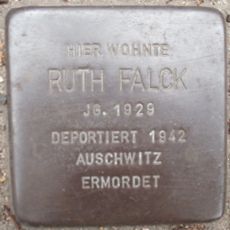 HIER WOHNTE
RUTH FALCK
JG. 1929
DEPORTIERT 1942
AUSCHWITZ
ERMORDET